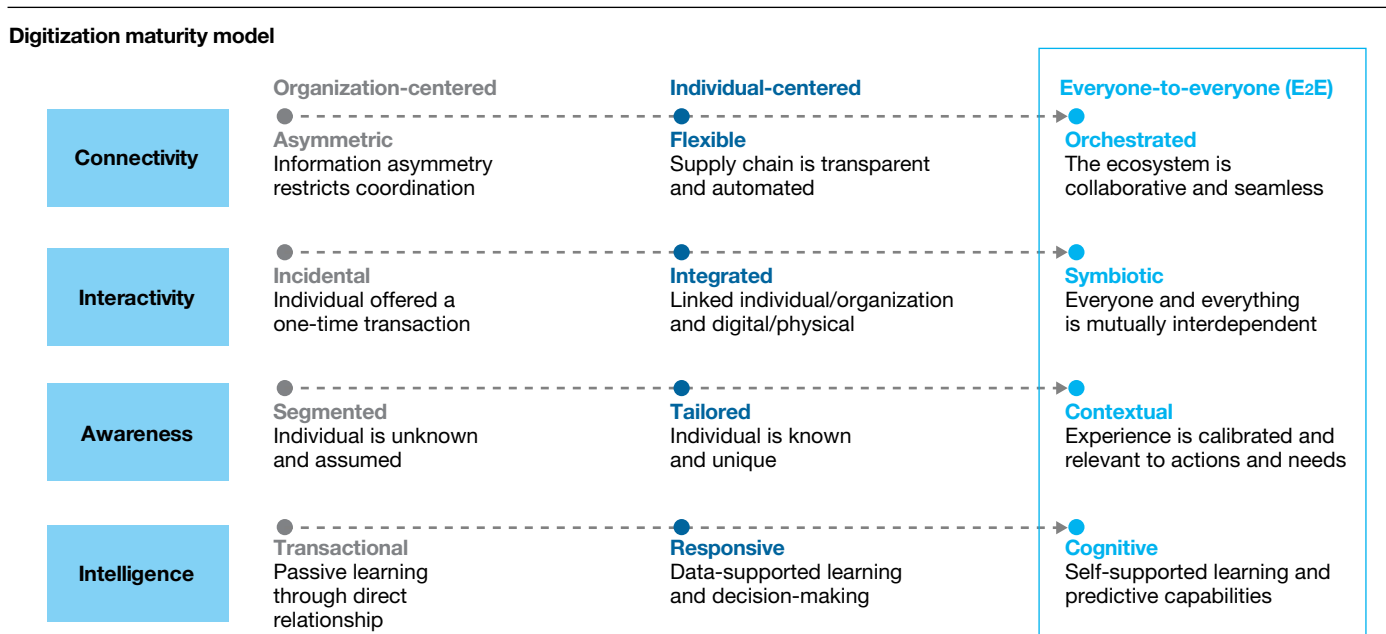 Digitization maturity model
Organization-centered
Individual-centered
Everyone-to-everyone (E2E)
Connectivity
Asymmetric
Information asymmetry
restricts coordination
Flexible
Supply chain is transparent
and automated
Orchestrated
The ecosystem is
collaborative and seamless
Interactivity
Incidental
Individual offered a
one-time transaction
Integrated
Linked individual/organization
and digital/physical
Symbiotic
Everyone and everything
is mutually interdependent
Awareness
Segmented
Individual is unknown
and assumed
Tailored
Individual is known
and unique
Contextual
Experience is calibrated and
relevant to actions and needs
Intelligence
Transactional
Passive learning
through direct
relationship
Responsive
Data-supported learning
and decision-making
Cognitive
Self-supported learning and
predictive capabilities